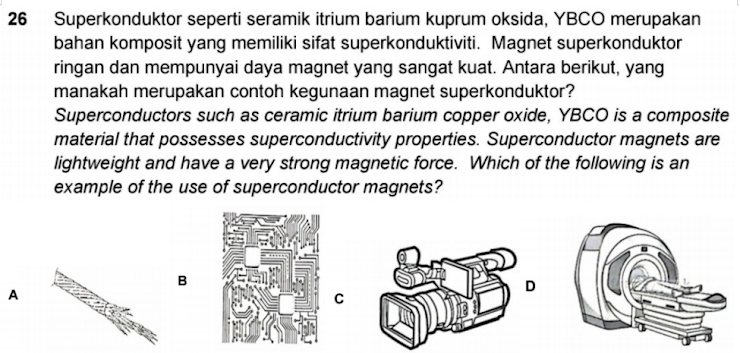 26 Superkonduktor seperti seramik itrium barium kuprum oksida, YBCO merupakan
bahan komposit yang memiliki sifat superkonduktiviti. Magnet superkonduktor
ringan dan mempunyai daya magnet yang sangat kuat. Antara berikut, yang
manakah merupakan contoh kegunaan magnet superkonduktor?
Superconductors such as ceramic itrium barium copper oxide, YBCO is a composite
material that possesses superconductivity properties. Superconductor magnets are
lightweight and have a very strong magnetic force. Which of the following is an
example of the use of superconductor magnets?
A
B
C
D